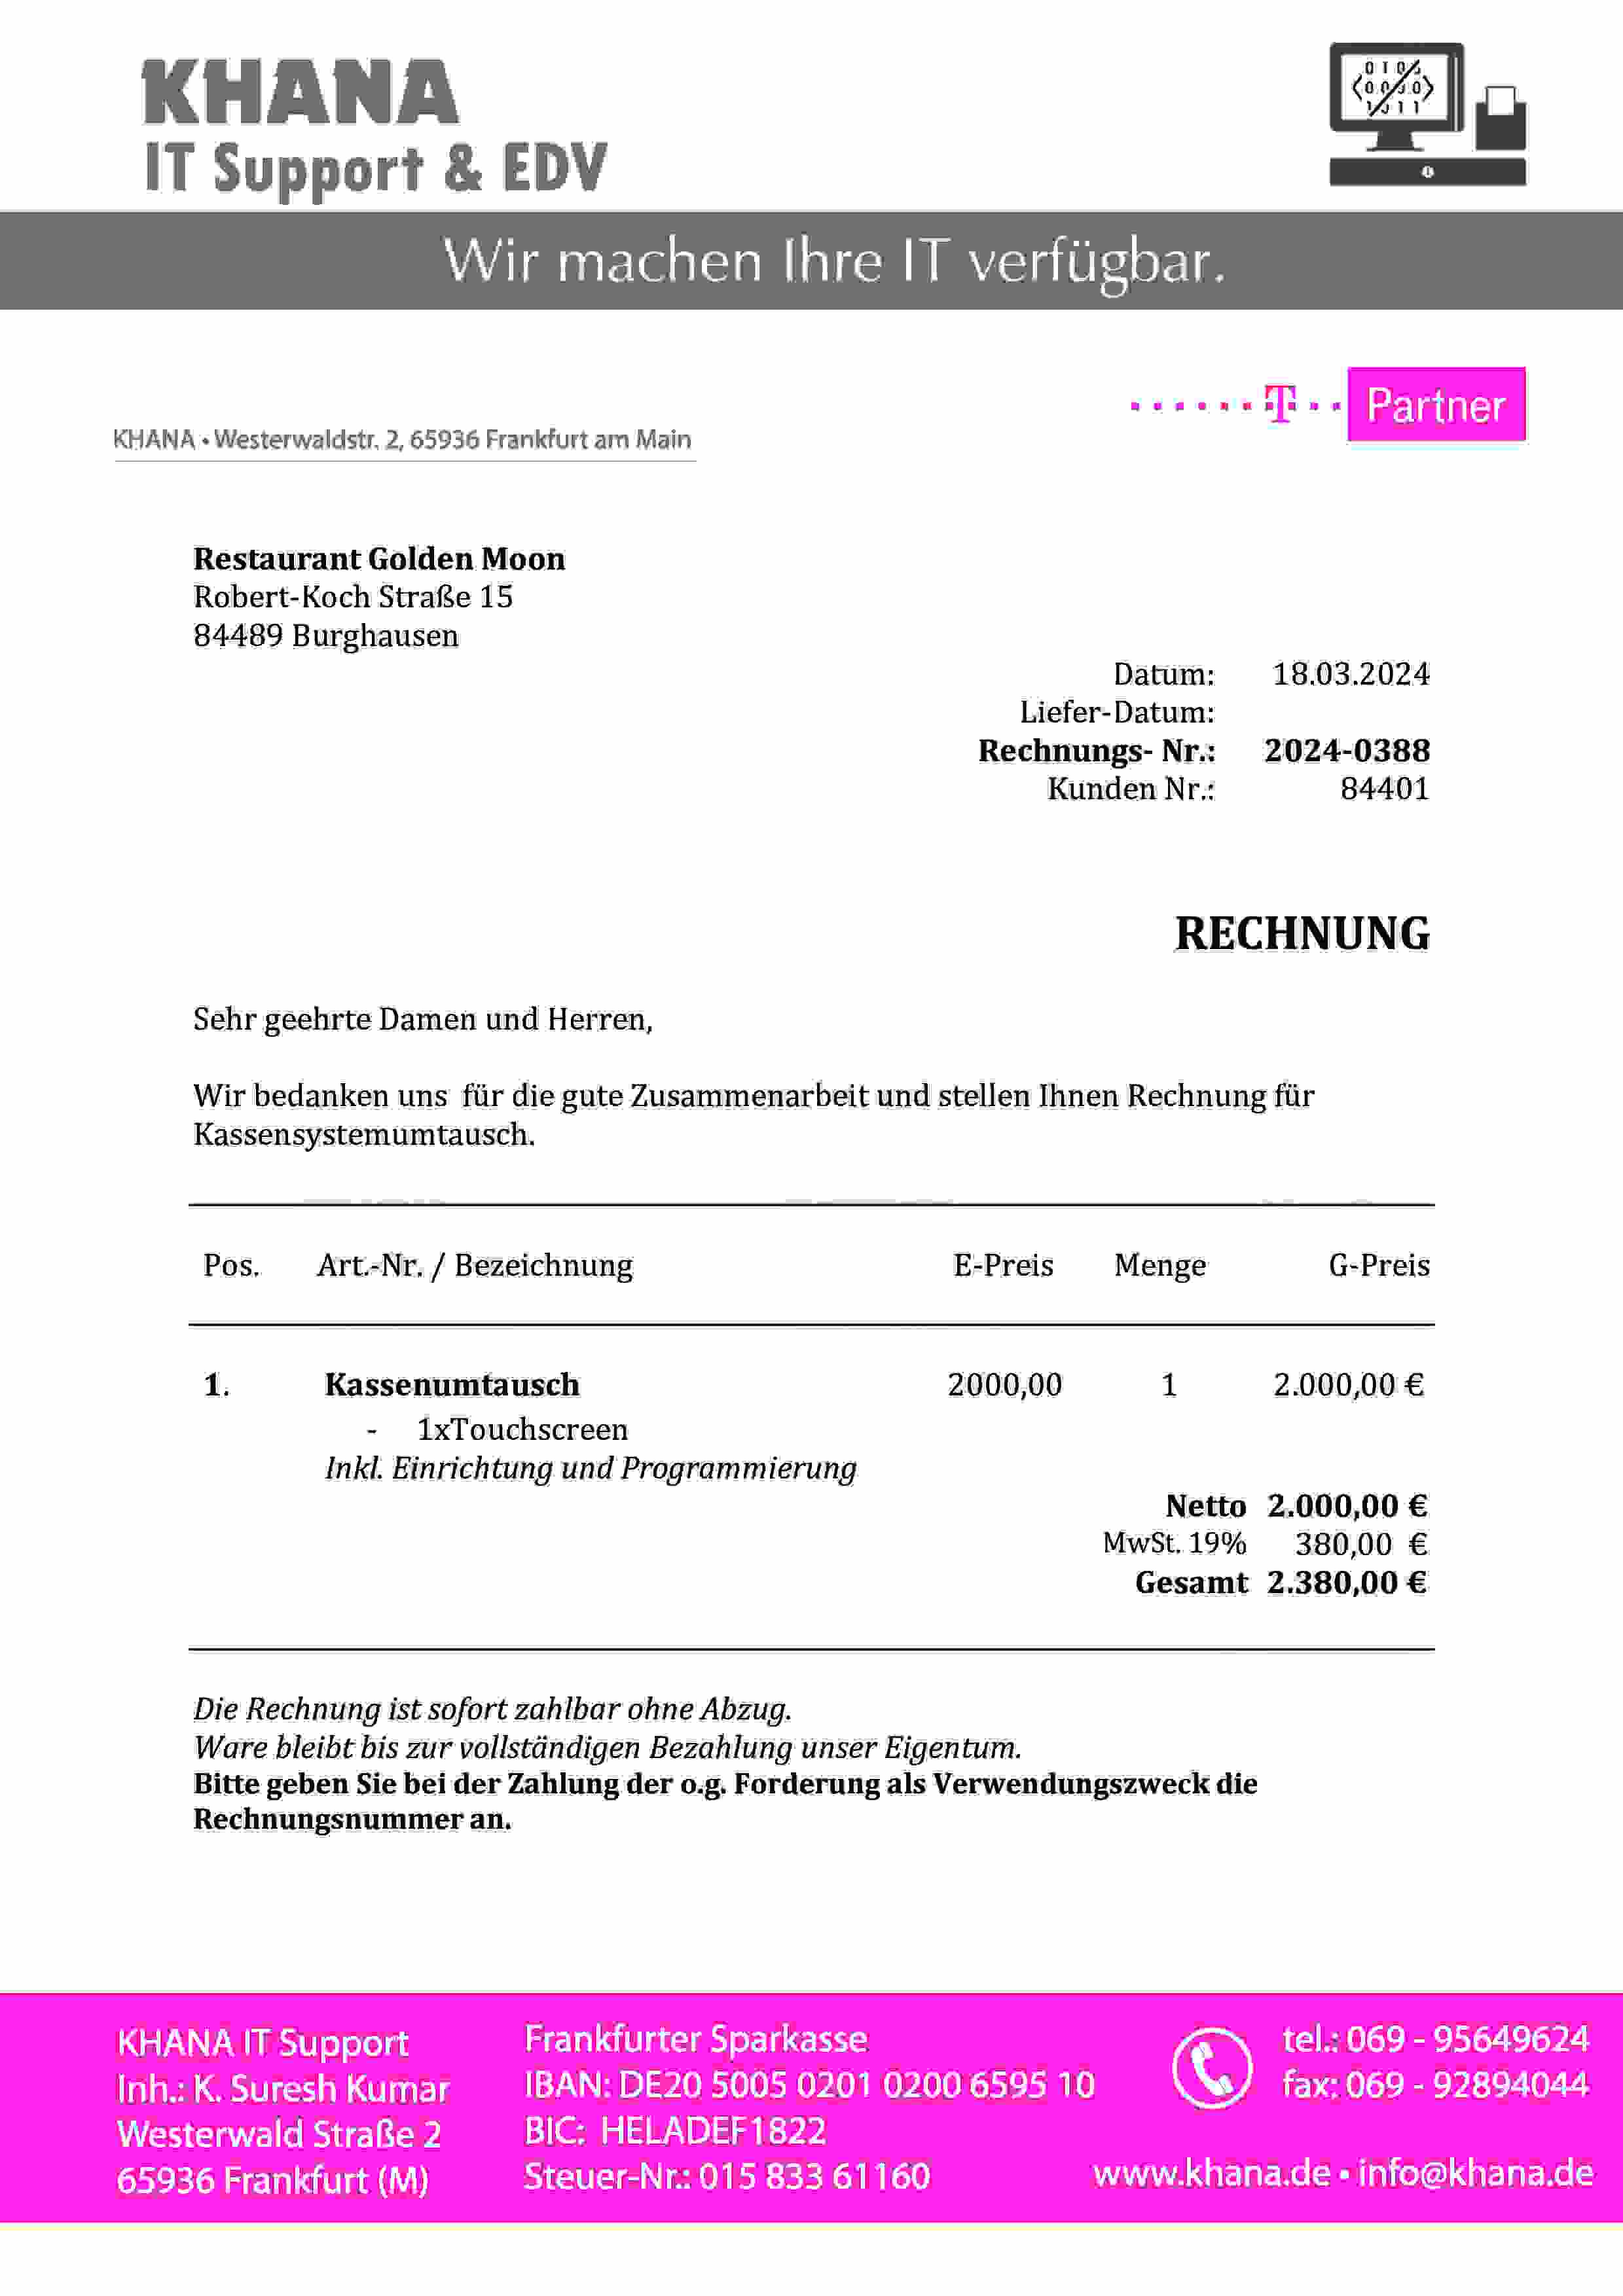 KHANA
IT Support & EDV
Wir machen Ihre IT verfügbar.
T Partner
KHANA • Westerwaldstr. 2, 65936 Frankfurt am Main
Restaurant Golden Moon
Robert-Koch Straße 15
84489 Burghausen
Datum: 18.03.2024
Liefer-Datum:
Rechnungs- Nr.: 2024-0388
Kunden Nr.: 84401
RECHNUNG
Sehr geehrte Damen und Herren,
Wir bedanken uns für die gute Zusammenarbeit und stellen Ihnen Rechnung für
Kassensystemumtausch.
Pos. Art.-Nr. / Bezeichnung E-Preis Menge G-Preis
1. Kassenumtausch 2000,00 1 2.000,00 €
- 1xTouchscreen
Inkl. Einrichtung und Programmierung
Netto 2.000,00 €
MwSt. 19% 380,00 €
Gesamt 2.380,00 €
Die Rechnung ist sofort zahlbar ohne Abzug.
Ware bleibt bis zur vollständigen Bezahlung unser Eigentum.
Bitte geben Sie bei der Zahlung der o.g. Forderung als Verwendungszweck die
Rechnungsnummer an.
KHANA IT Support
Inh.: K. Suresh Kumar
Westerwald Straße 2
65936 Frankfurt (M)
Frankfurter Sparkasse
IBAN: DE20 5005 0201 0200 6595 10
BIC: HELADEF1822
Steuer-Nr.: 015 833 61160
tel.: 069 - 95649624
fax: 069 - 92894044
www.khana.de • info@khana.de